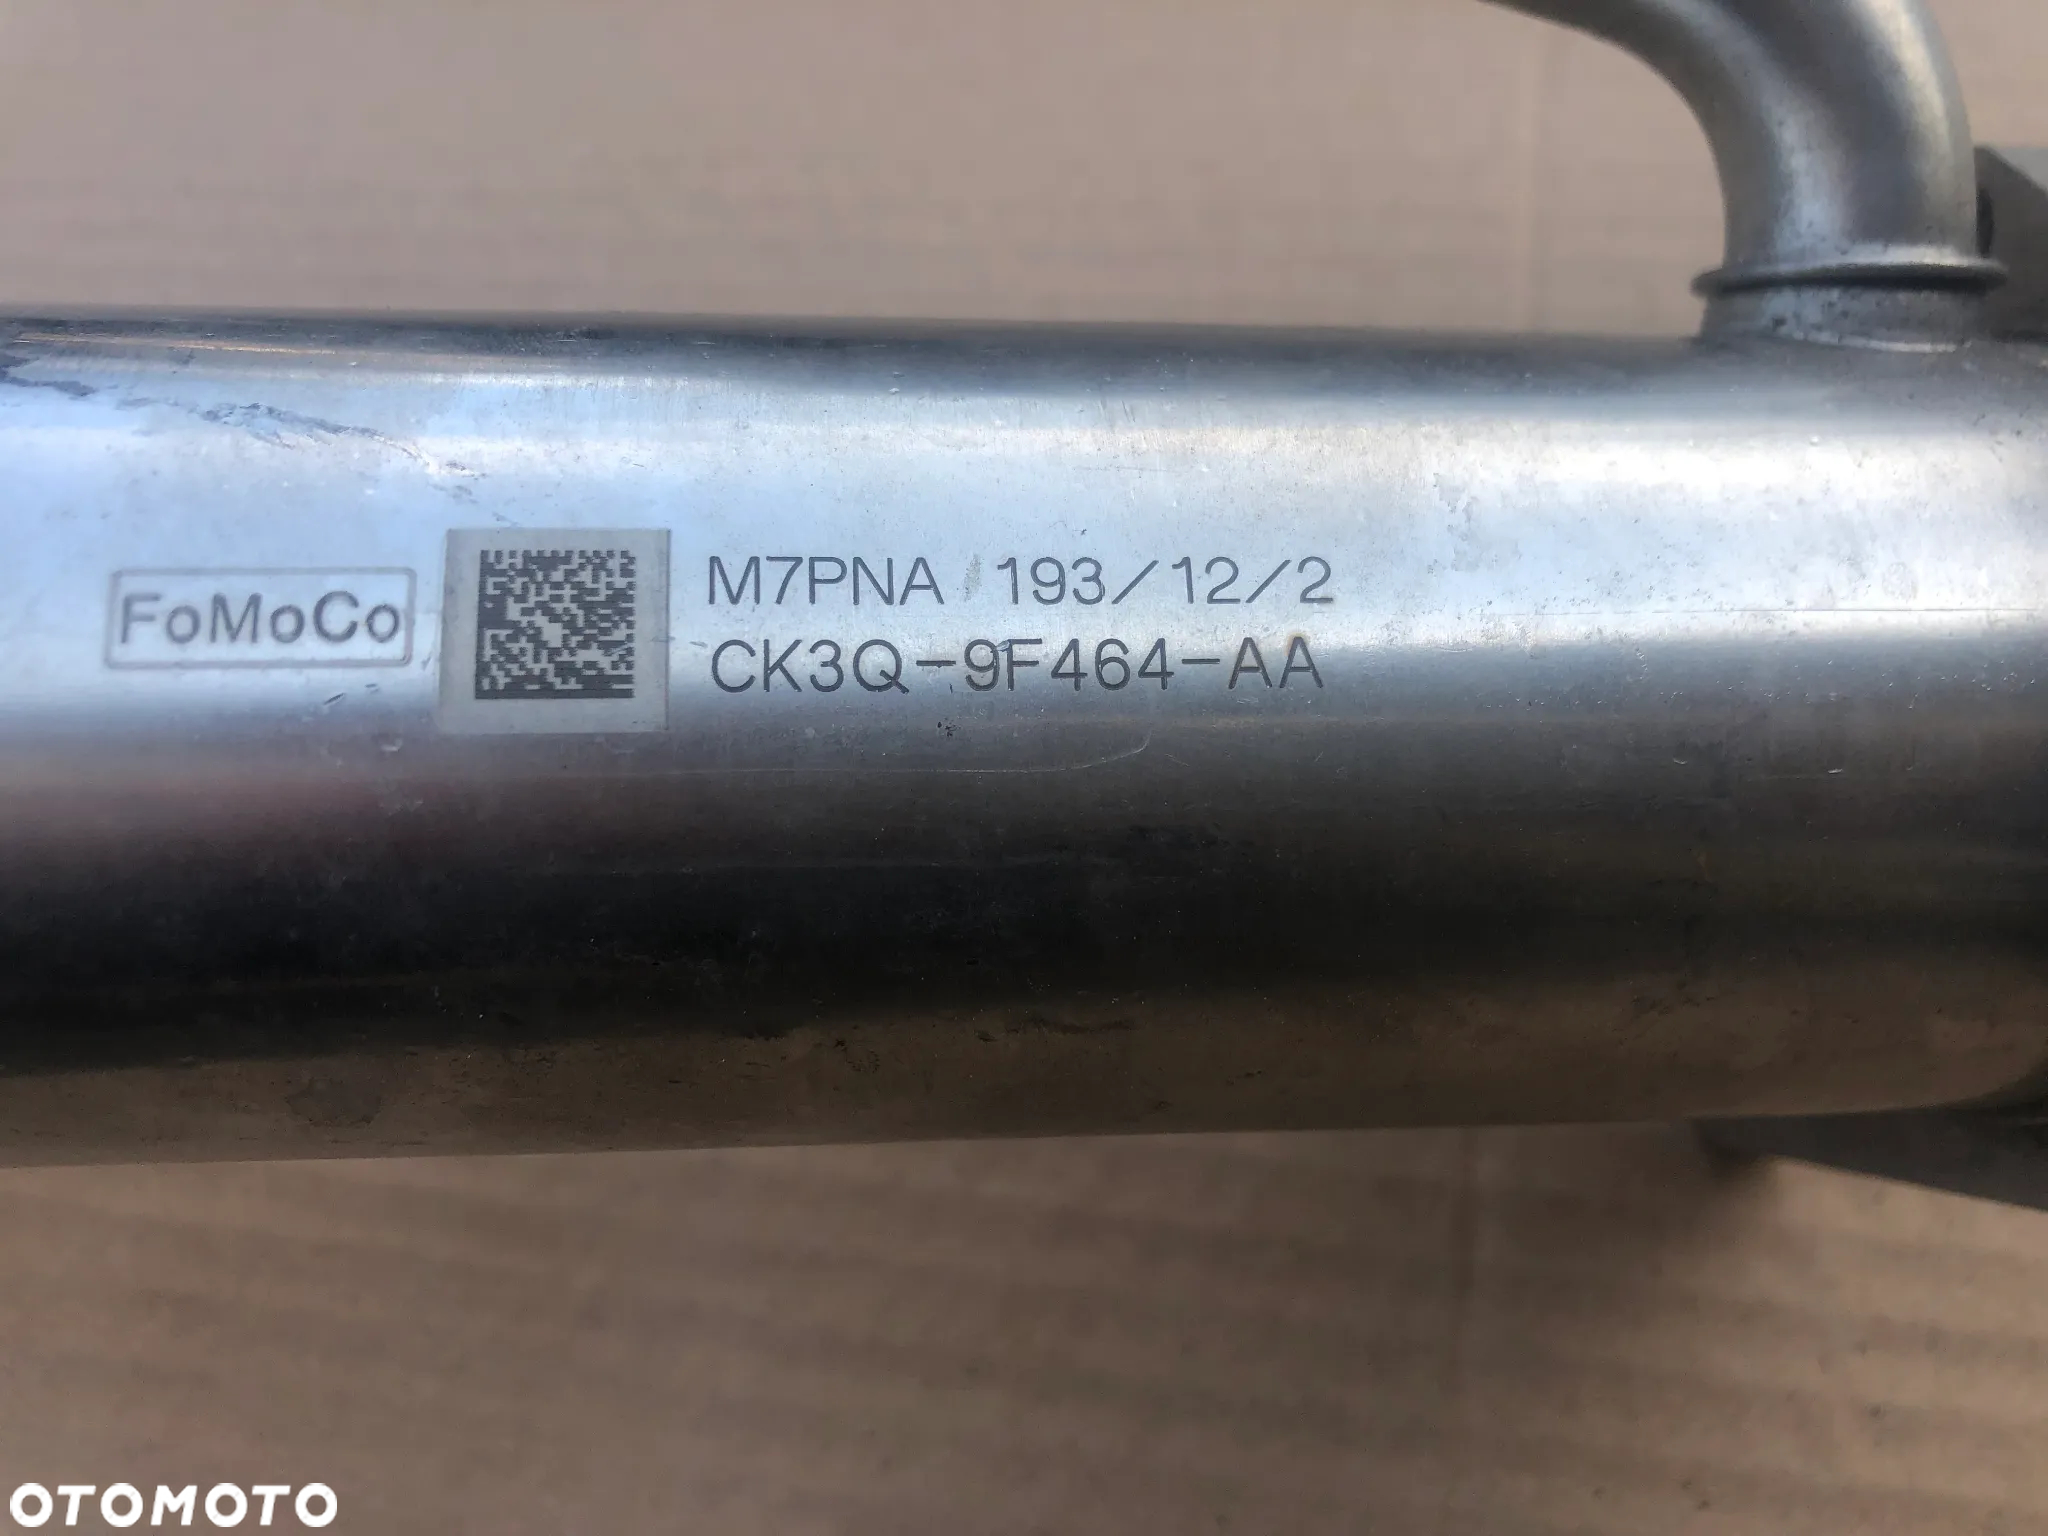 FoMoCo
M7PNA 193/12/2
CK3Q-9F464-AA
OTOMOTO